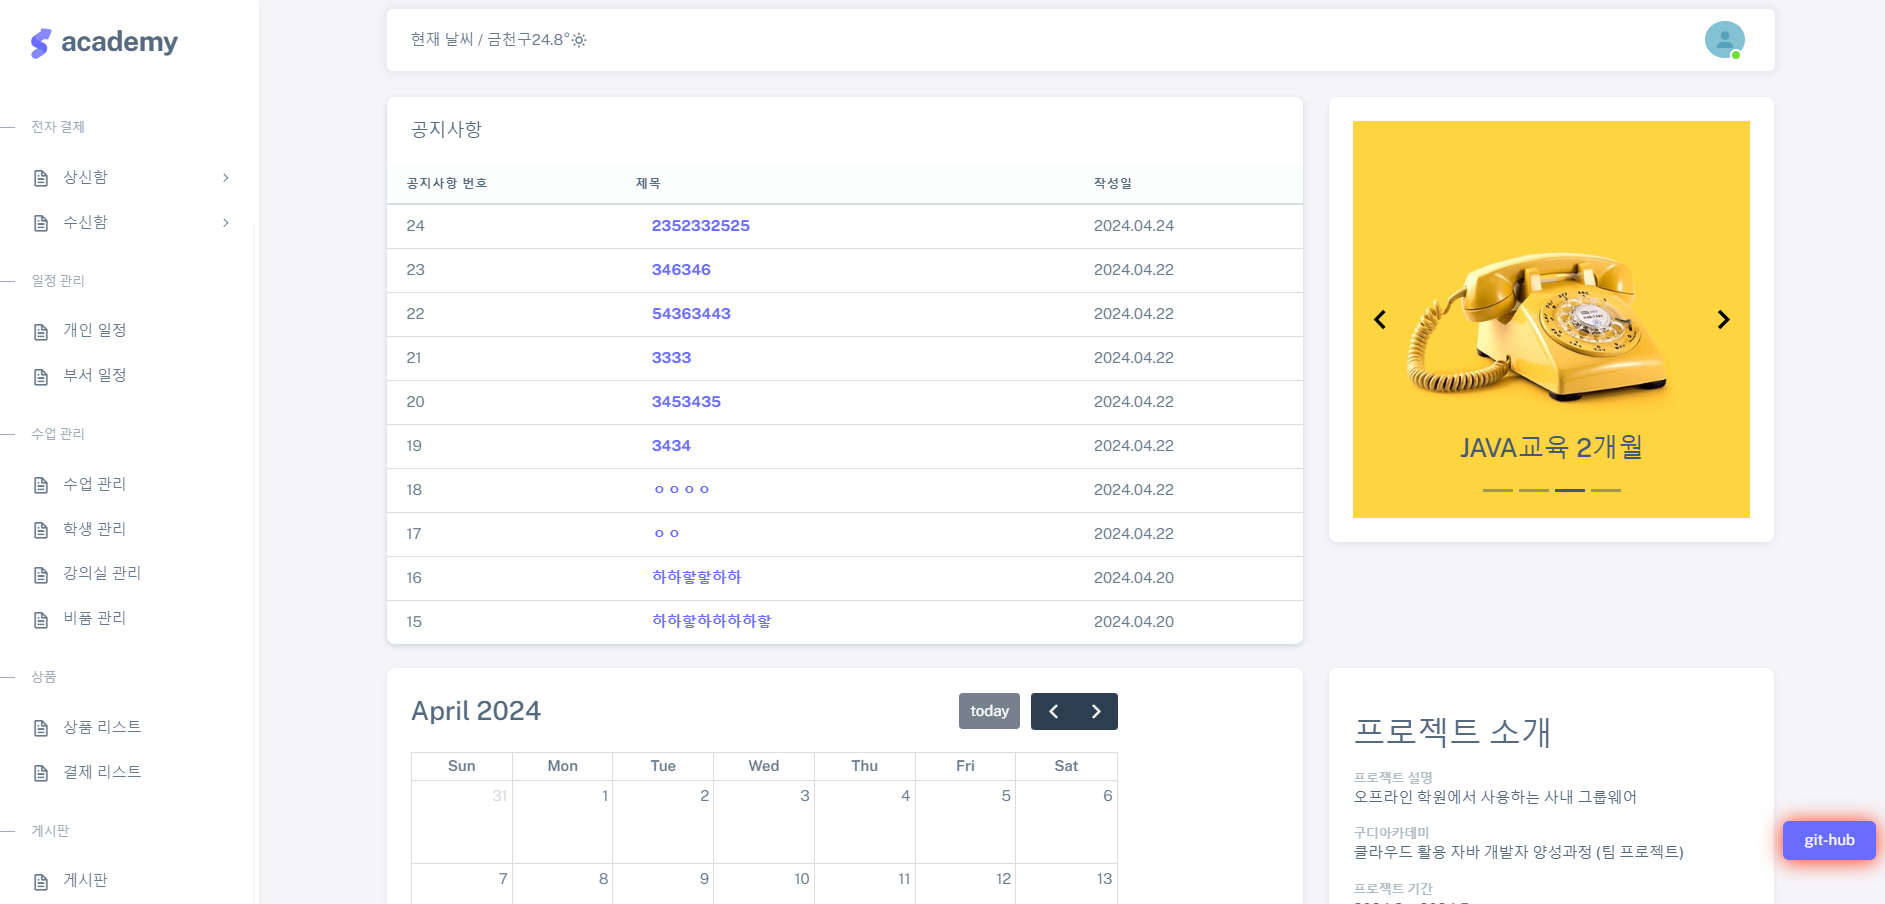 academy
전자 결제
상신함
수신함
일정 관리
개인 일정
부서 일정
수업 관리
수업 관리
학생 관리
강의실 관리
비품 관리
상품
상품 리스트
결제 리스트
게시판
게시판
현재 날씨 / 금천구24.8°
공지사항
공지사항 번호 제목 작성일
24 2352332525 2024.04.24
23 346346 2024.04.22
22 54363443 2024.04.22
21 3333 2024.04.22
20 3453435 2024.04.22
19 3434 2024.04.22
18 ㅇㅇㅇㅇ 2024.04.22
17 ㅇㅇ 2024.04.22
16 하하핳핳하하 2024.04.20
15 하하핳하하하하핳 2024.04.20
JAVA교육 2개월
April 2024
today
Sun Mon Tue Wed Thu Fri Sat
31 1 2 3 4 5 6
7 8 9 10 11 12 13
프로젝트 소개
프로젝트 설명
오프라인 학원에서 사용하는 사내 그룹웨어
구디아카데미
클라우드 활용 자바 개발자 양성과정 (팀 프로젝트)
프로젝트 기간
git-hub